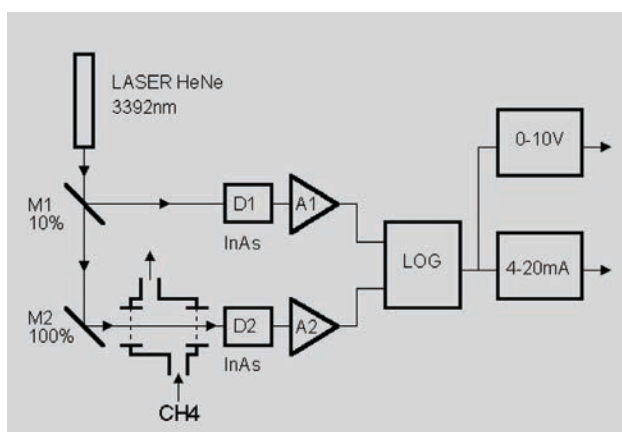 LASER HeNe
3392nm
0-10V
M1
10%
D1
A1
InAs
LOG
4-20mA
M2
100%
D2
A2
InAs
CH4